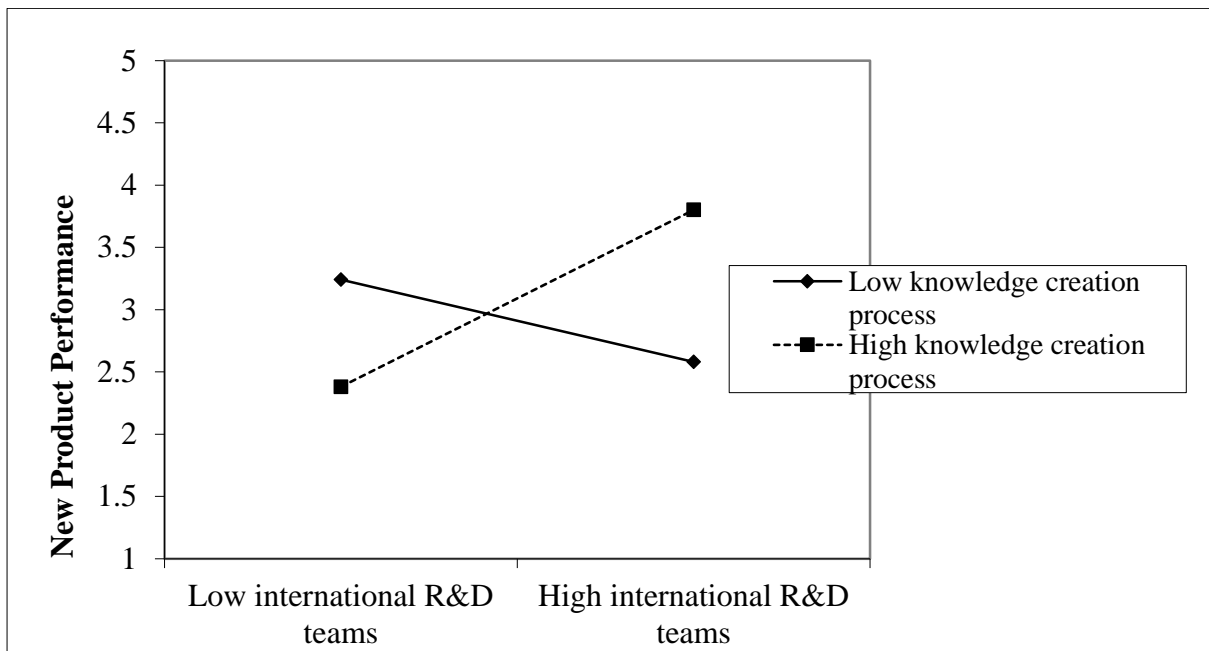 New Product Performance
5
4.5
4
3.5
3
2.5
2
1.5
1
Low international R&D
teams
High international R&D
teams
Low knowledge creation
process
High knowledge creation
process